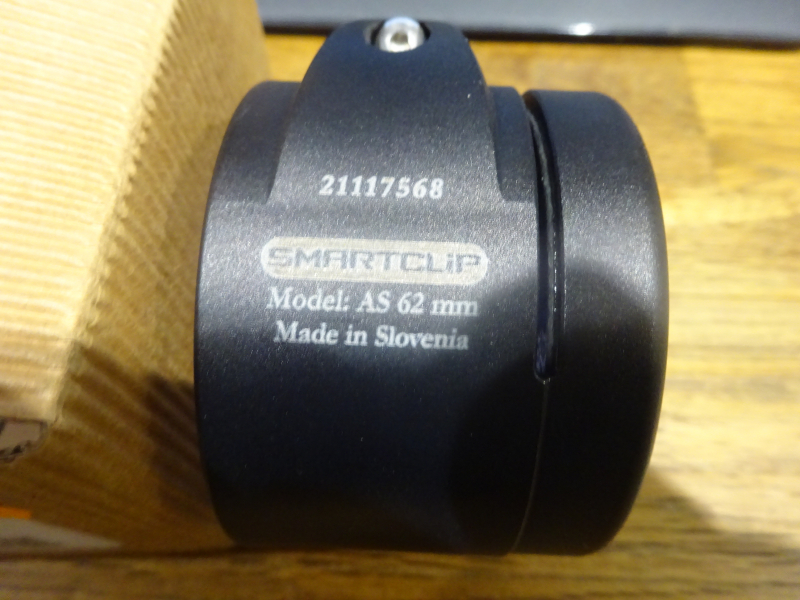 21117568
SMARTCLiP
Model: AS 62 mm
Made in Slovenia